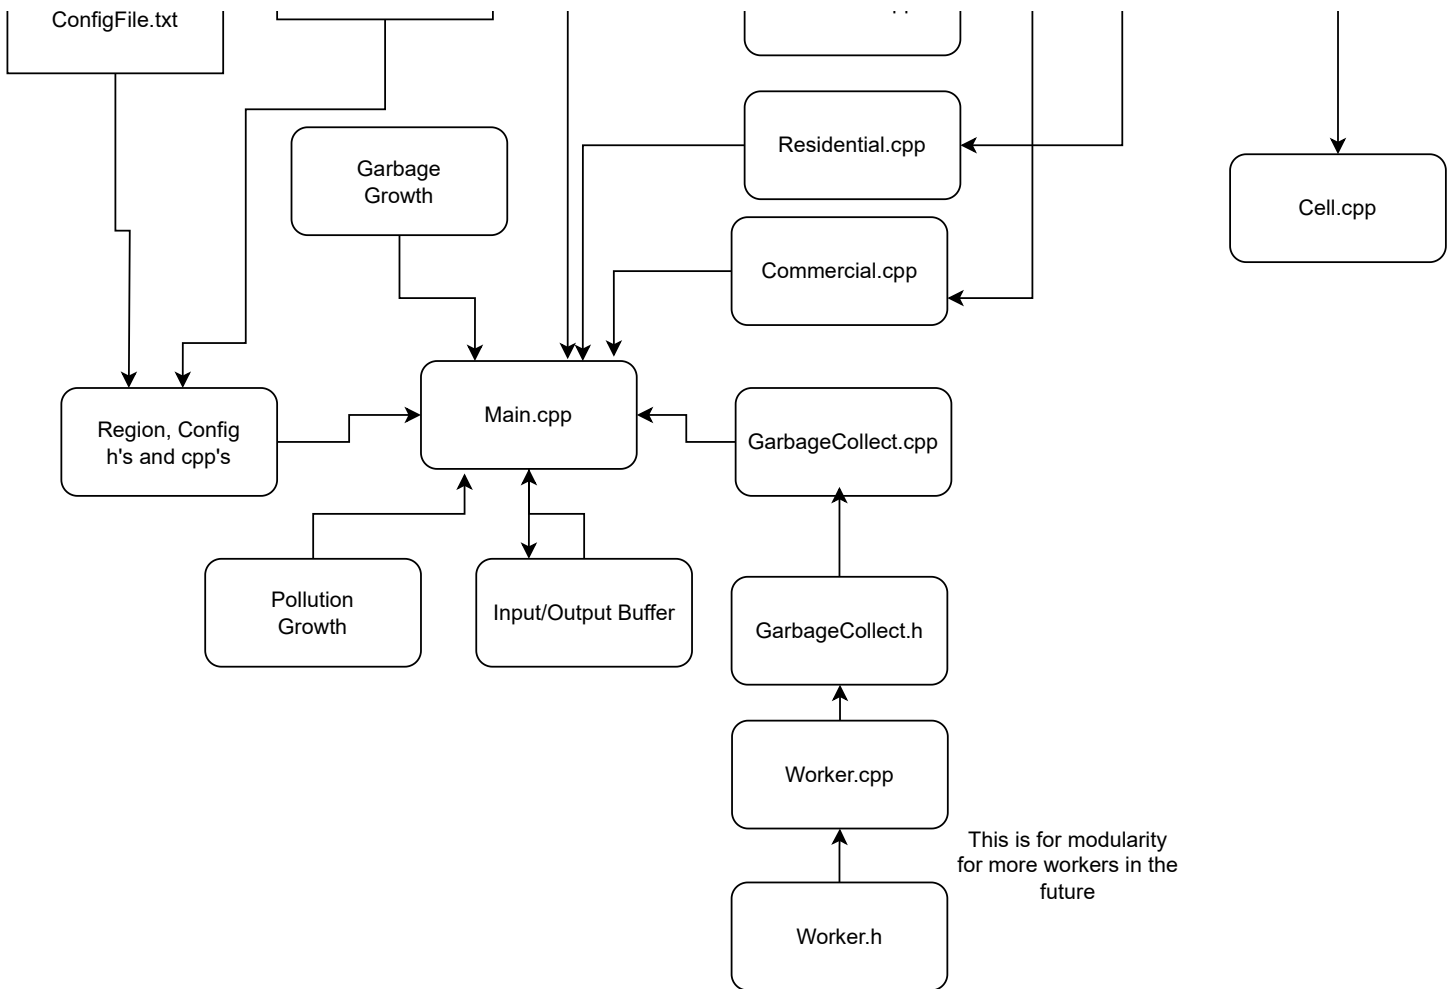 ConfigFile.txt
Residential.cpp
Garbage
Growth
Cell.cpp
Commercial.cpp
Main.cpp
Region, Config
h's and cpp's
GarbageCollect.cpp
Pollution
Growth
Input/Output Buffer
GarbageCollect.h
Worker.cpp
This is for modularity
for more workers in the
future
Worker.h